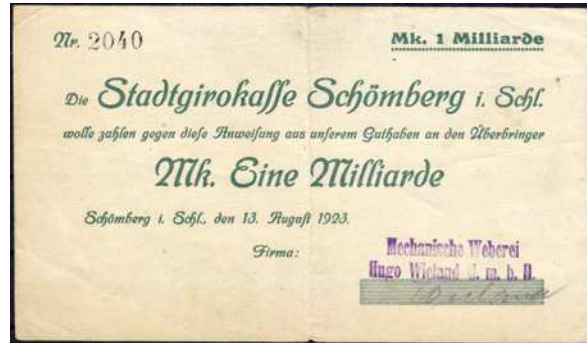 Nr. 2040
Mk. 1 Milliarde
Die Stadtgirokasse Schömberg i. Schl.
wolle zahlen gegen diese Anweisung aus unserem Guthaben an den Überbringer
Mk. Eine Milliarde
Schömberg i. Schl., den 13. August 1923.
Firma:
Mechanische Weberei
Hugo Wieland G. m. b. H.